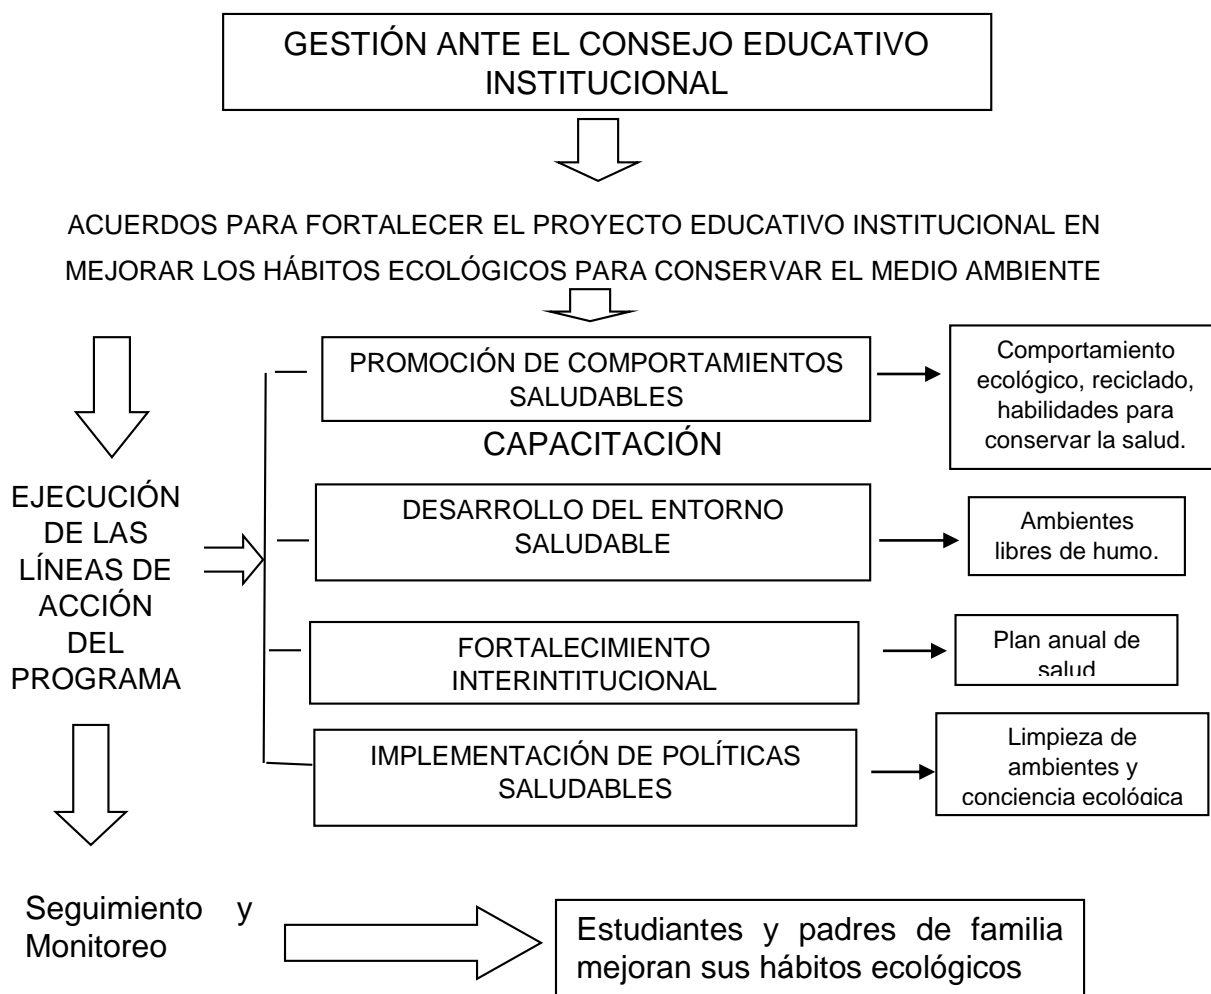 GESTIÓN ANTE EL CONSEJO EDUCATIVO
INSTITUCIONAL
ACUERDOS PARA FORTALECER EL PROYECTO EDUCATIVO INSTITUCIONAL EN
MEJORAR LOS HÁBITOS ECOLÓGICOS PARA CONSERVAR EL MEDIO AMBIENTE
EJECUCIÓN
DE LAS
LÍNEAS DE
ACCIÓN
DEL
PROGRAMA
PROMOCIÓN DE COMPORTAMIENTOS
SALUDABLES
Comportamiento
ecológico, reciclado,
habilidades para
conservar la salud.
CAPACITACIÓN
DESARROLLO DEL ENTORNO
SALUDABLE
Ambientes
libres de humo.
FORTALECIMIENTO
INTERINTITUCIONAL
Plan anual de
salud
IMPLEMENTACIÓN DE POLÍTICAS
SALUDABLES
Limpieza de
ambientes y
conciencia ecológica
Seguimiento y
Monitoreo
Estudiantes y padres de familia
mejoran sus hábitos ecológicos